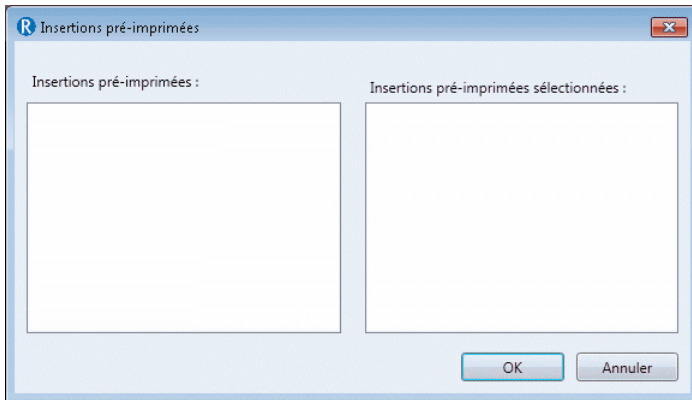 R Insertions pré-imprimées
Insertions pré-imprimées :
Insertions pré-imprimées sélectionnées :
OK
Annuler